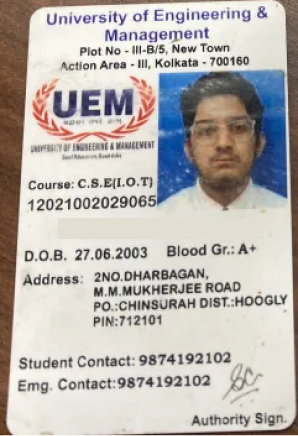 University of Engineering &
Management
Plot No - III-B/5, New Town
Action Area - III, Kolkata - 700160
UEM
UNIVERSITY OF ENGINEERING & MANAGEMENT
Course: C.S.E(I.O.T)
12021002029065
D.O.B. 27.06.2003 Blood Gr.: A+
Address: 2NO.DHARBAGAN,
M.M.MUKHERJEE ROAD
PO.:CHINSURAH DIST.:HOOGLY
PIN:712101
Student Contact: 9874192102
Emg. Contact:9874192102
Authority Sign.